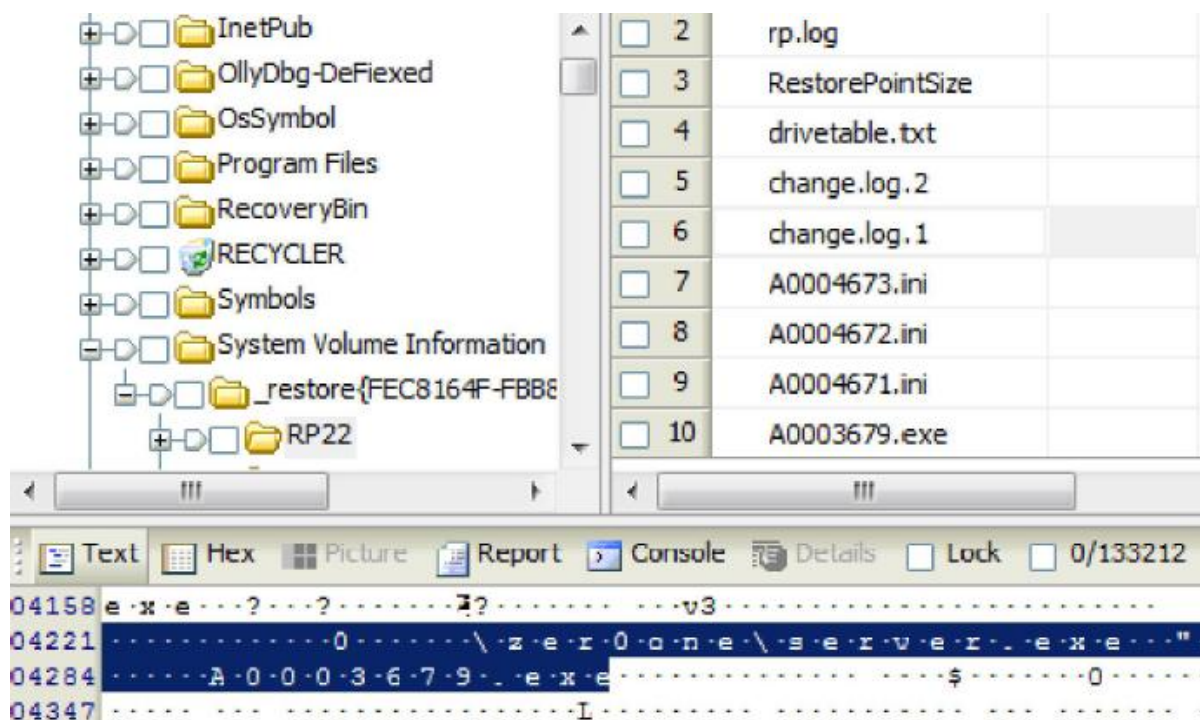 InetPub
OllyDbg-DeFiexed
OsSymbol
Program Files
RecoveryBin
RECYCLER
Symbols
System Volume Information
_restore{FEC8164F-FBB8
RP22
2 rp.log
3 RestorePointSize
4 drivetable.txt
5 change.log.2
6 change.log.1
7 A0004673.ini
8 A0004672.ini
9 A0004671.ini
10 A0003679.exe
Text Hex Picture Report Console Details Lock 0/133212
04158 e·x·e···?···?·······?······· ···v3·························
04221 ·············0·······\·z·e·r·0·o·n·e·\·s·e·r·v·e·r·.·e·x·e···"
04284 ······A·0·0·0·3·6·7·9·.·e·x·e··············· ····$·······0·····
04347 ····· ··· ··················L········· ··········· ·········